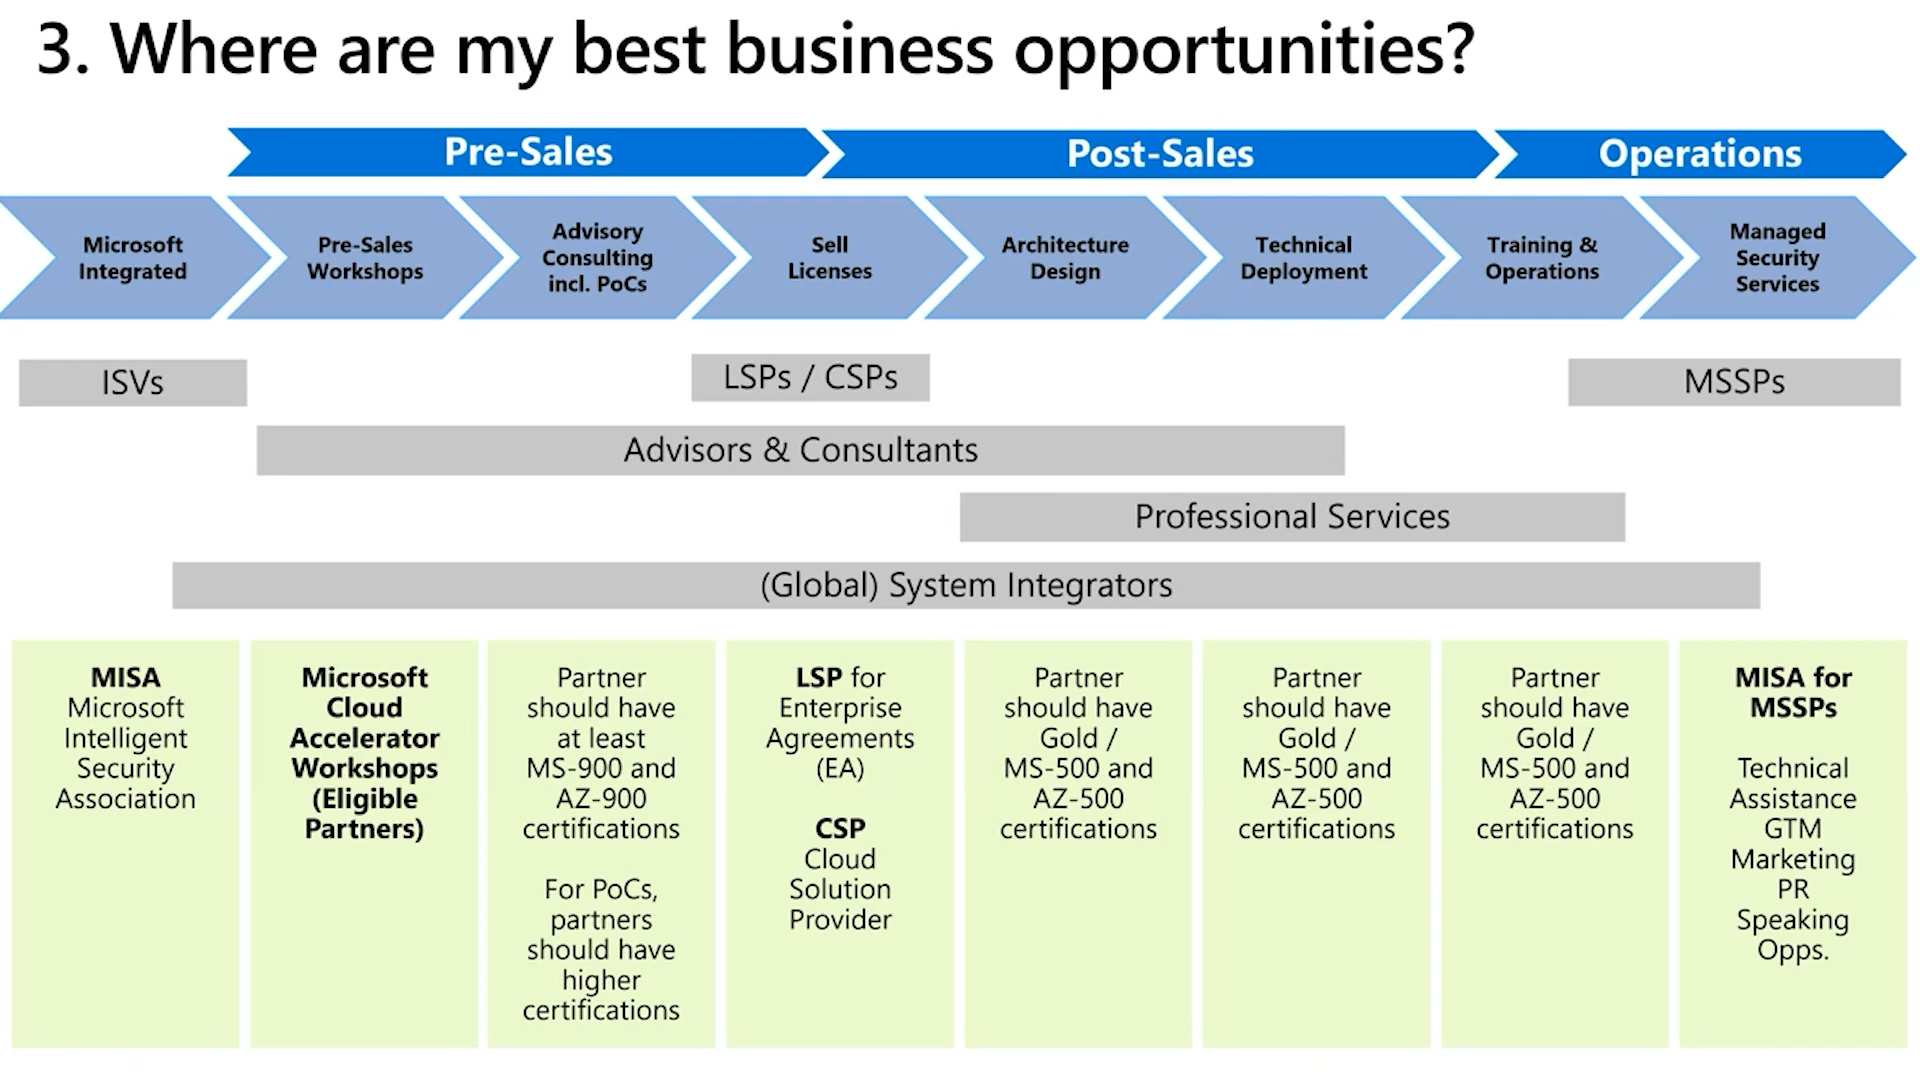 3. Where are my best business opportunities?
Pre-Sales
Post-Sales
Operations
Microsoft
Integrated
Pre-Sales
Workshops
Advisory
Consulting
incl. PoCs
Sell
Licenses
Architecture
Design
Technical
Deployment
Training &
Operations
Managed
Security
Services
ISVs
LSPs / CSPs
MSSPs
Advisors & Consultants
Professional Services
(Global) System Integrators
MISA
Microsoft
Intelligent
Security
Association
Microsoft
Cloud
Accelerator
Workshops
(Eligible
Partners)
Partner
should have
at least
MS-900 and
AZ-900
certifications
For PoCs,
partners
should have
higher
certifications
LSP for
Enterprise
Agreements
(EA)
CSP
Cloud
Solution
Provider
Partner
should have
Gold /
MS-500 and
AZ-500
certifications
Partner
should have
Gold /
MS-500 and
AZ-500
certifications
Partner
should have
Gold /
MS-500 and
AZ-500
certifications
MISA for
MSSPs
Technical
Assistance
GTM
Marketing
PR
Speaking
Opps.